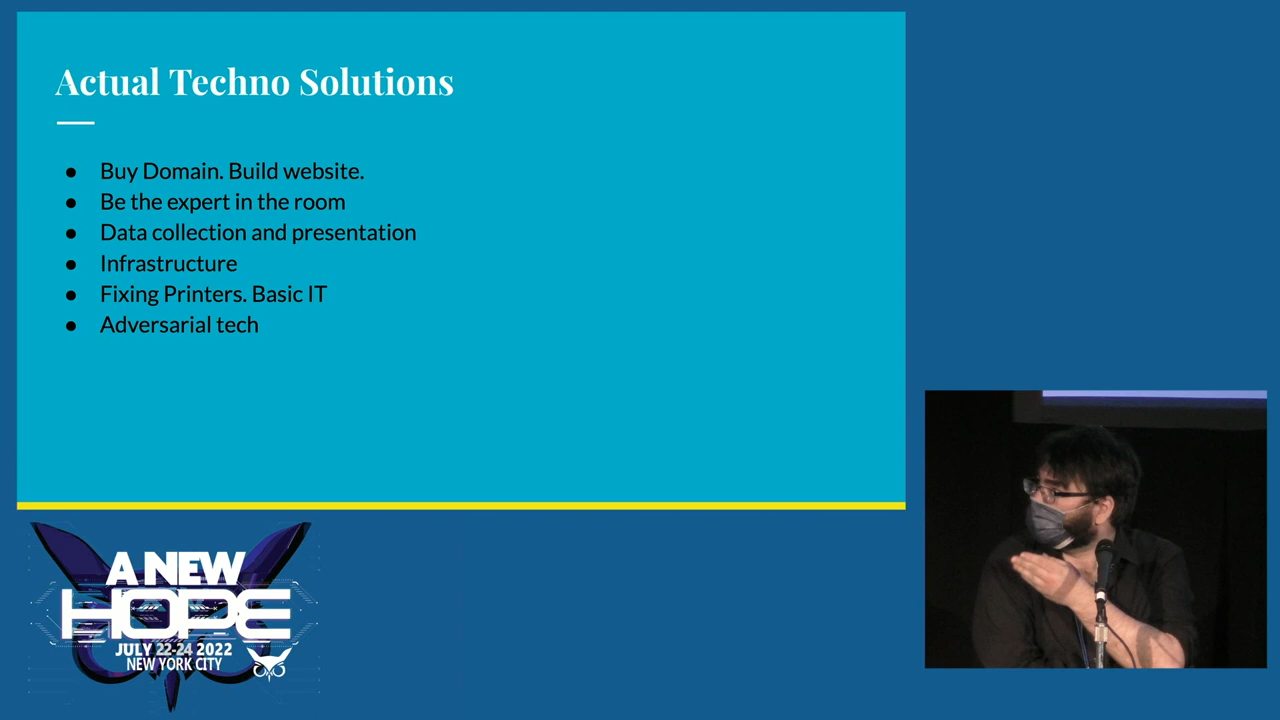 Actual Techno Solutions
● Buy Domain. Build website.
● Be the expert in the room
● Data collection and presentation
● Infrastructure
● Fixing Printers. Basic IT
● Adversarial tech
A NEW
HOPE
JULY 22-24 2022
NEW YORK CITY